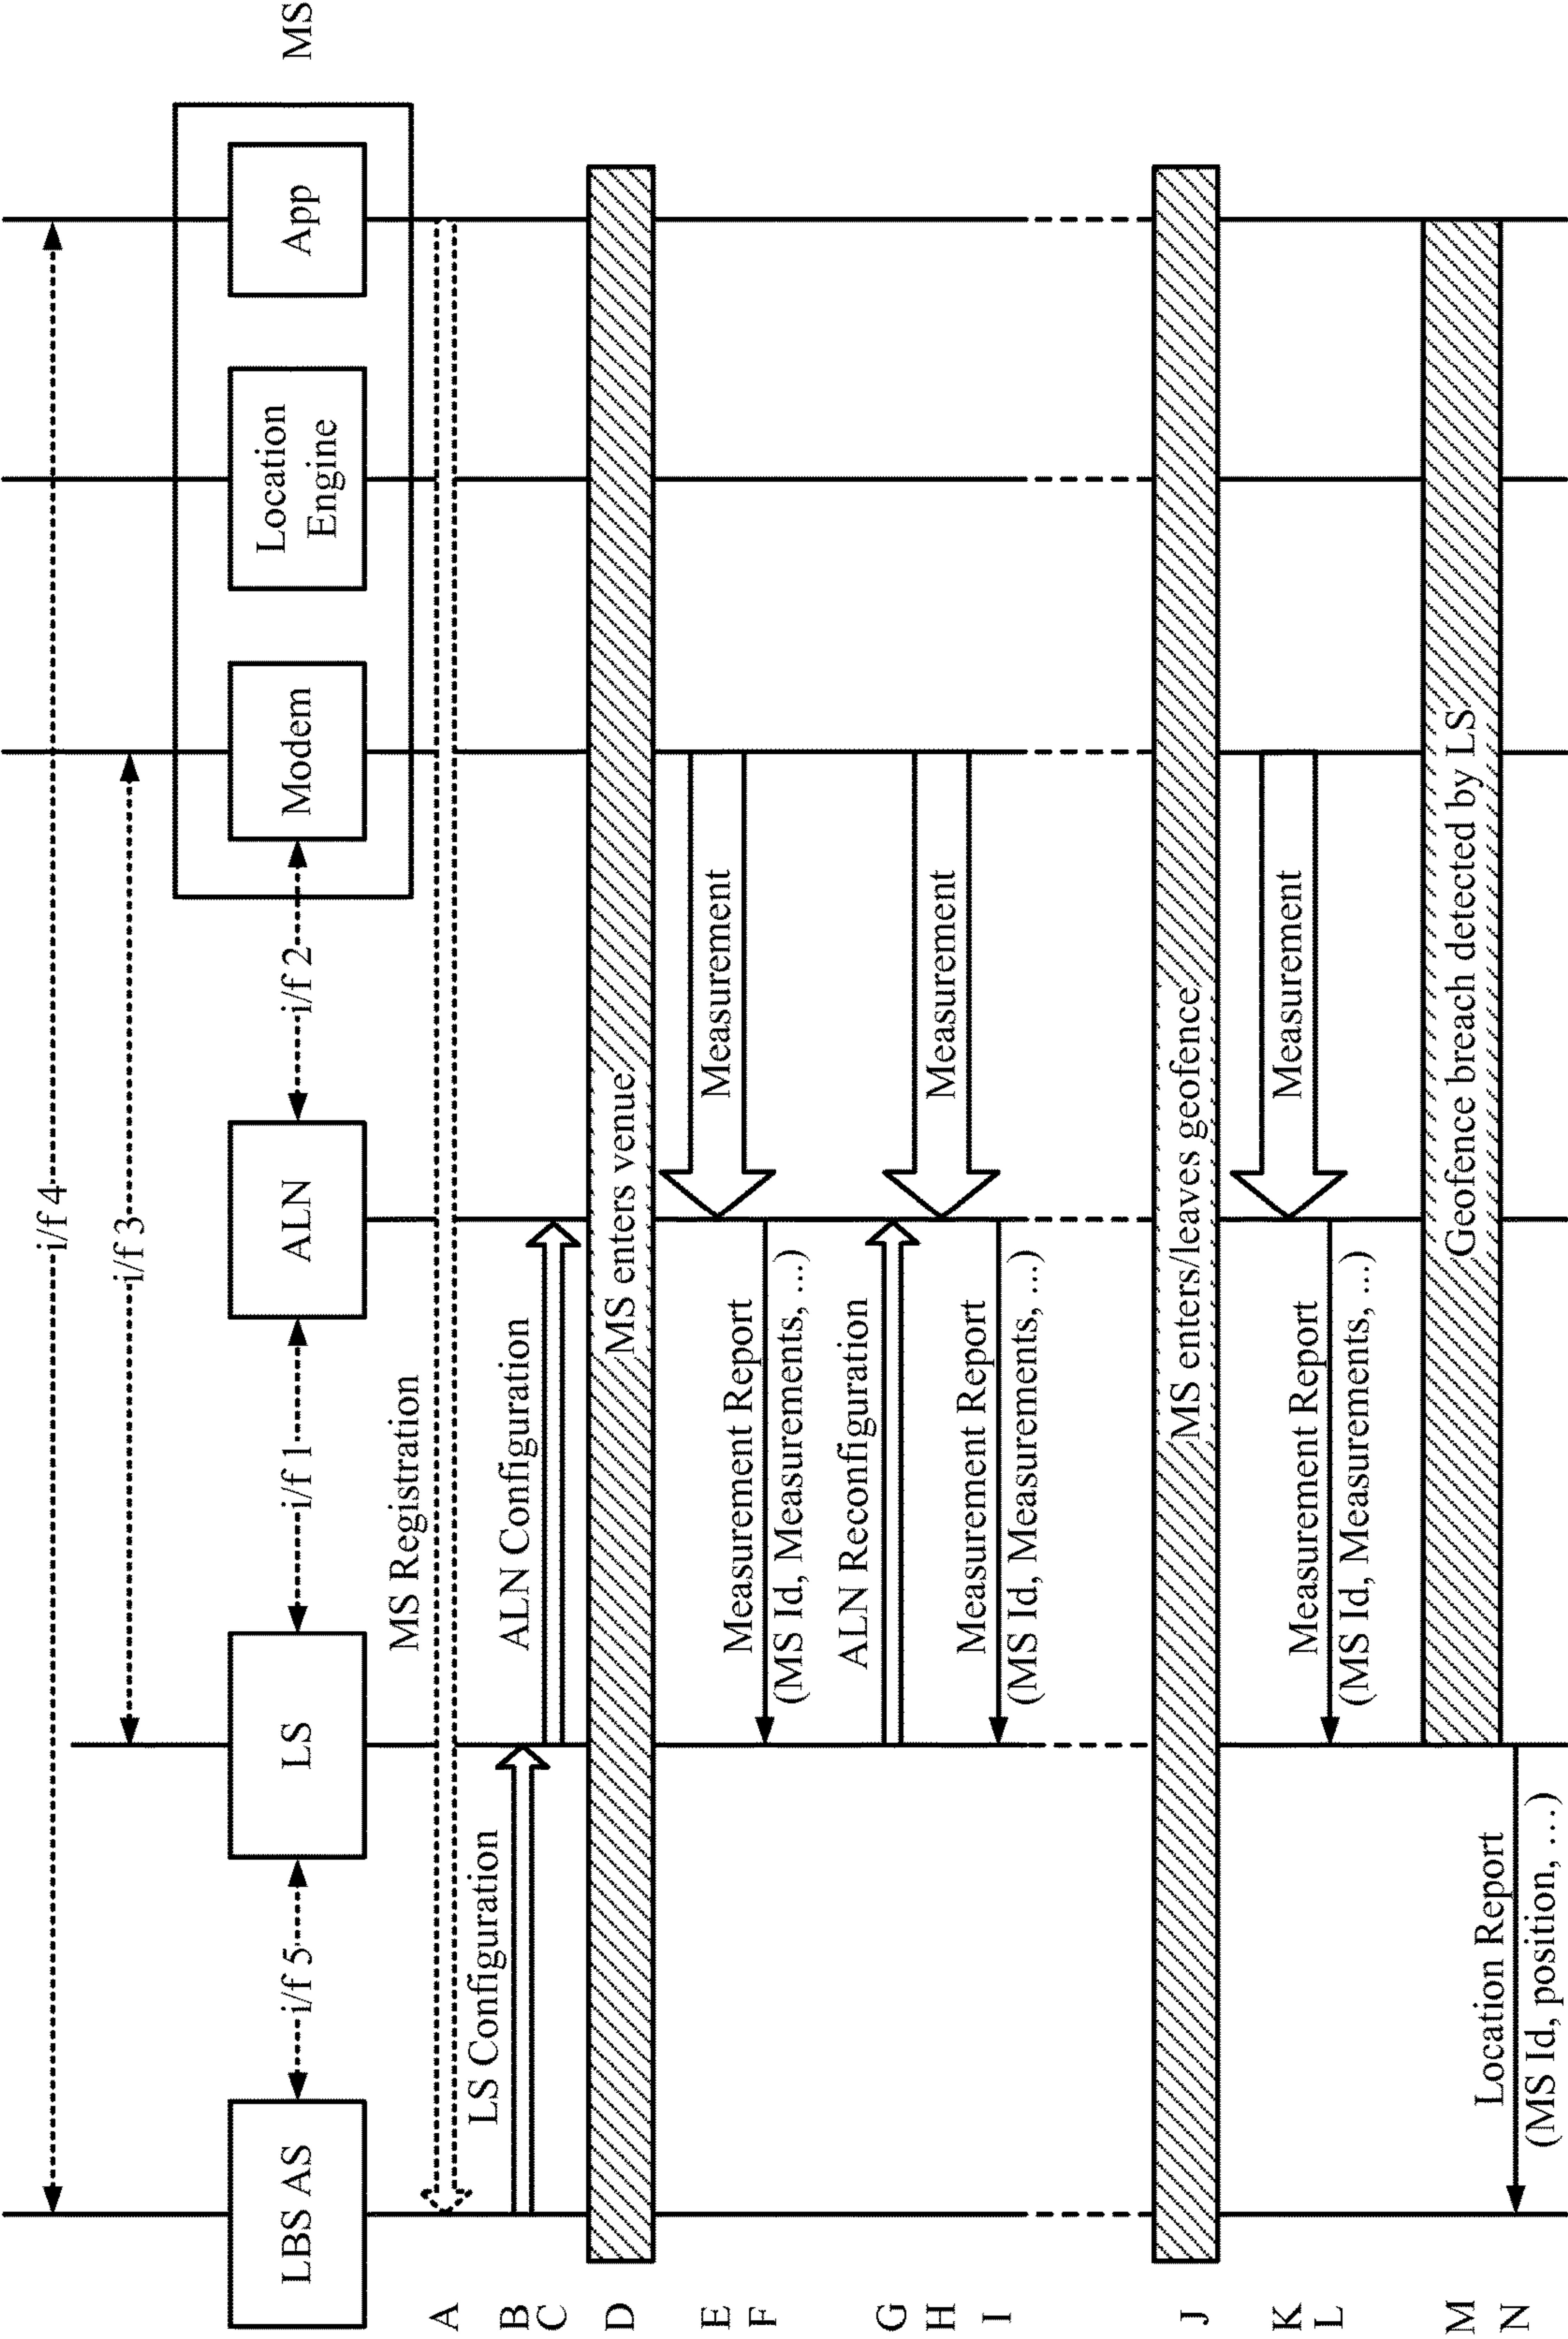 i/f 4
i/f 3
MS
LBS AS
i/f 5
LS
i/f 1
ALN
i/f 2
Modem
Location
Engine
App
A
MS Registration
B
LS Configuration
C
ALN Configuration
D
MS enters venue
E
Measurement
F
Measurement Report
(MS Id, Measurements, ...)
G
ALN Reconfiguration
H
Measurement
I
Measurement Report
(MS Id, Measurements, ...)
J
MS enters/leaves geofence
K
Measurement
L
Measurement Report
(MS Id, Measurements, ...)
M
Geofence breach detected by LS
N
Location Report
(MS Id, position, ...)